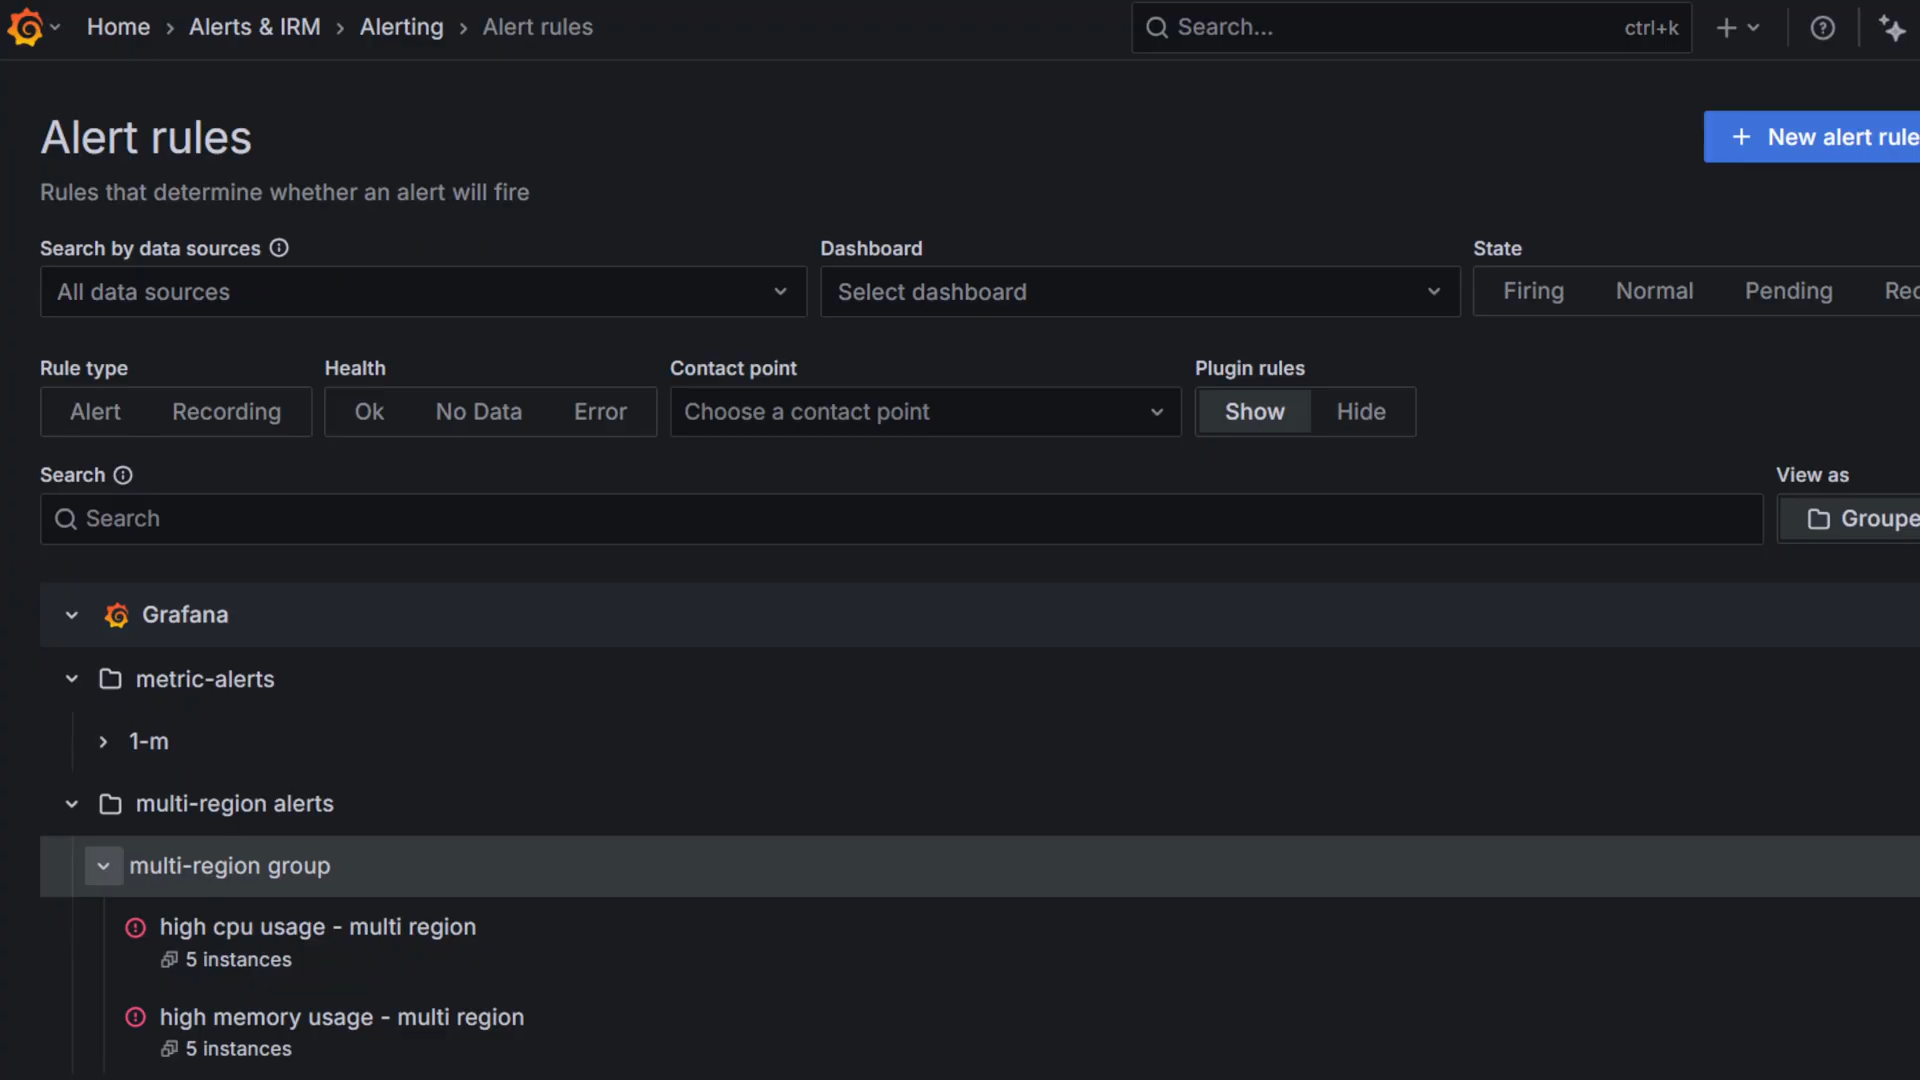 Home > Alerts & IRM > Alerting > Alert rules
Search...
ctrl+k
Alert rules
New alert rule
Rules that determine whether an alert will fire
Search by data sources
Dashboard
State
All data sources
Select dashboard
Firing
Normal
Pending
Rec
Rule type
Health
Contact point
Plugin rules
Alert
Recording
Ok
No Data
Error
Choose a contact point
Show
Hide
Search
View as
Search
Groupe
Grafana
metric-alerts
1-m
multi-region alerts
multi-region group
high cpu usage - multi region
5 instances
high memory usage - multi region
5 instances